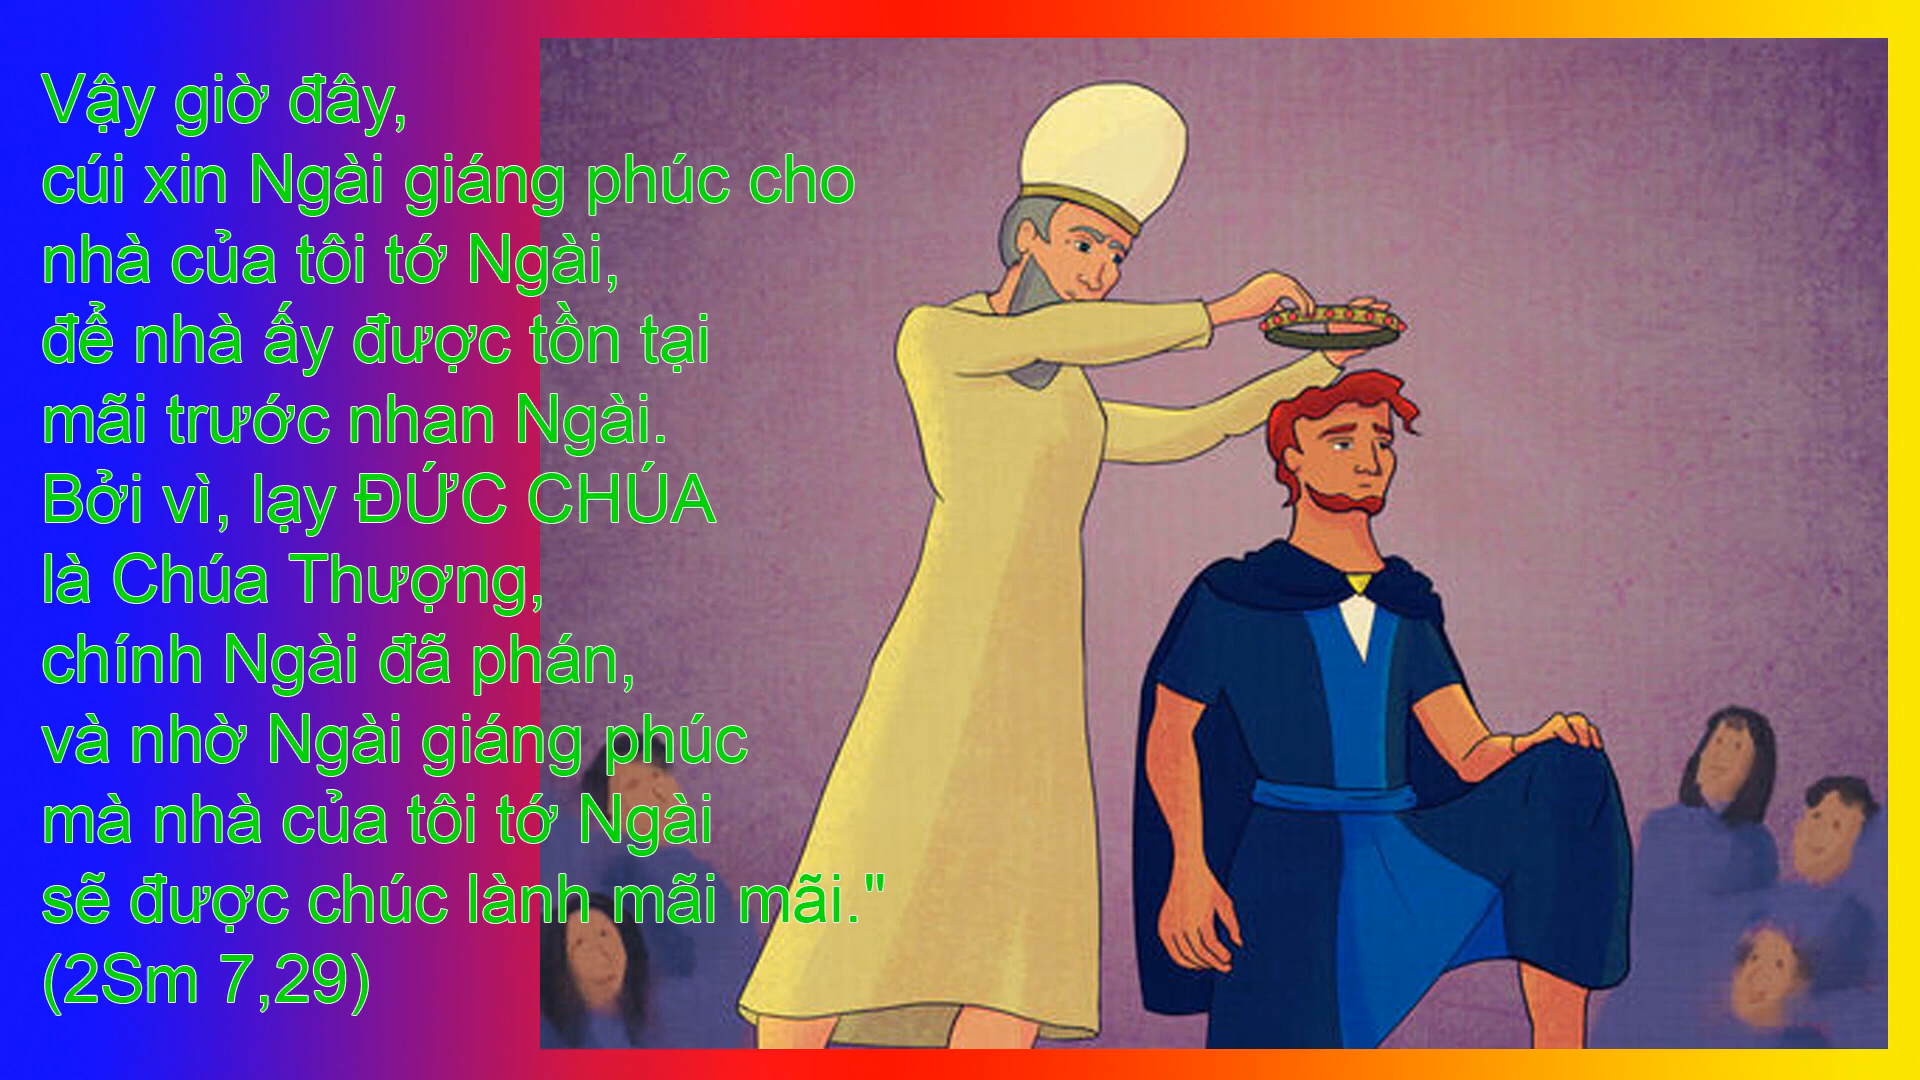 Vậy giờ đây,
cúi xin Ngài giáng phúc cho
nhà của tôi tớ Ngài,
để nhà ấy được tồn tại
mãi trước nhan Ngài.
Bởi vì, lạy ĐỨC CHÚA
là Chúa Thượng,
chính Ngài đã phán,
và nhờ Ngài giáng phúc
mà nhà của tôi tớ Ngài
sẽ được chúc lành mãi mãi."
(2Sm 7,29)